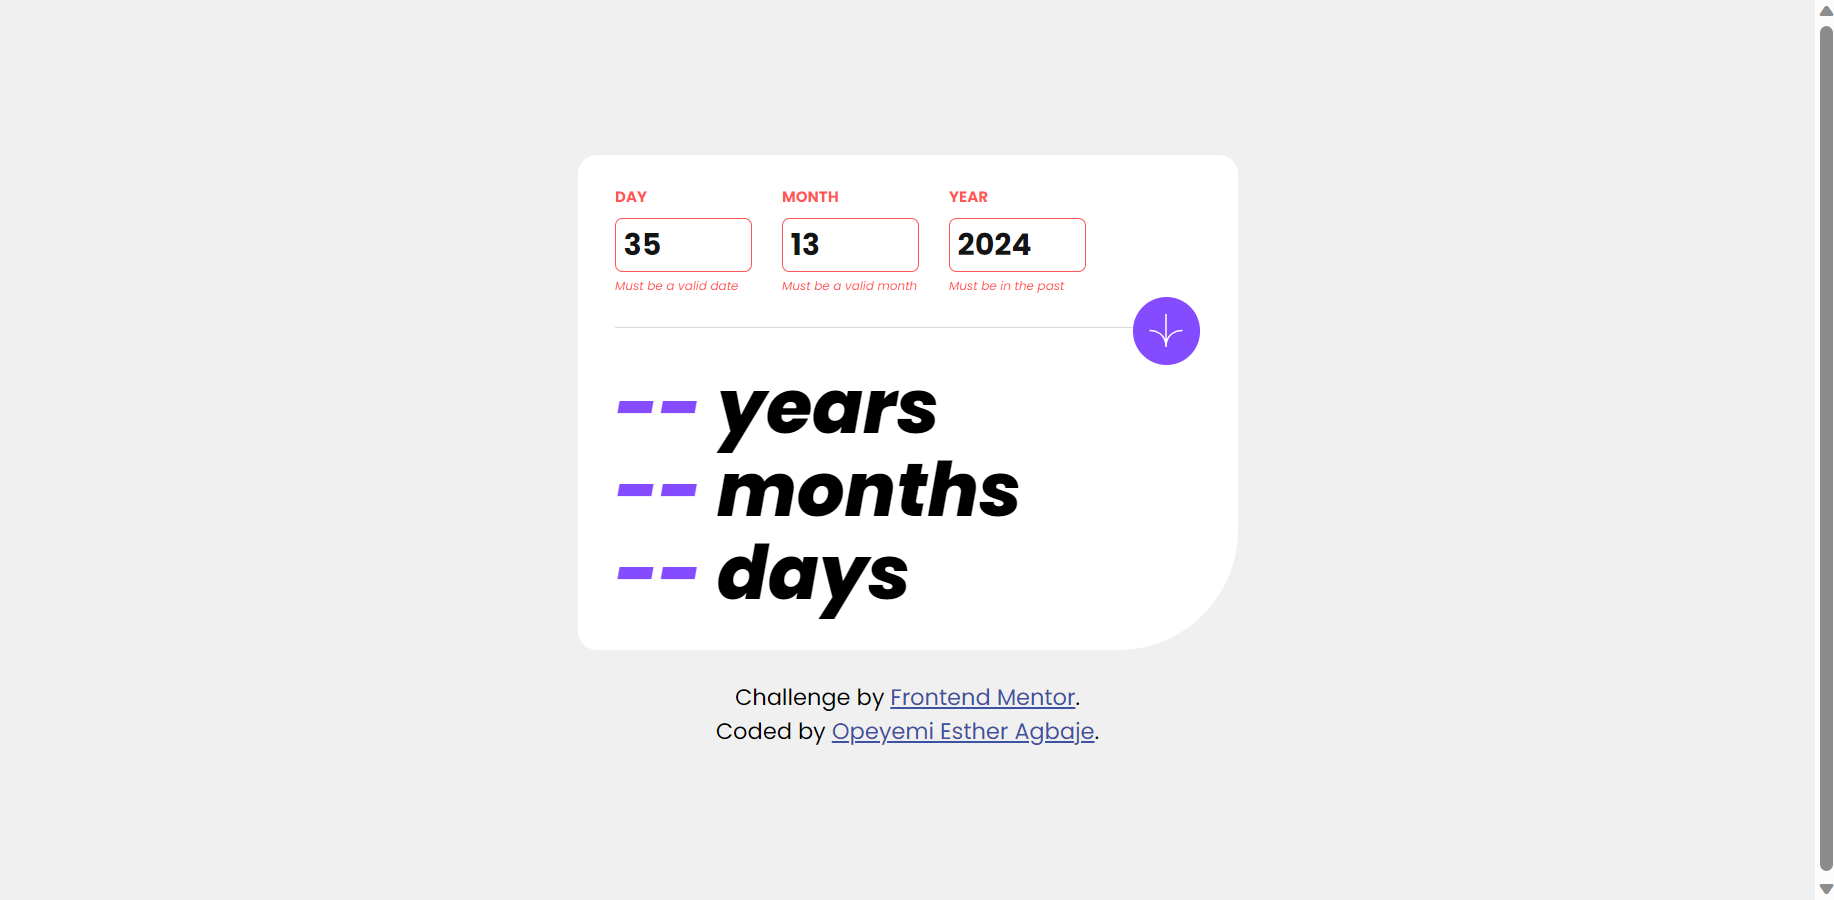 DAY MONTH YEAR
35 13 2024
Must be a valid date Must be a valid month Must be in the past
-- years
-- months
-- days
Challenge by Frontend Mentor.
Coded by Opeyemi Esther Agbaje.